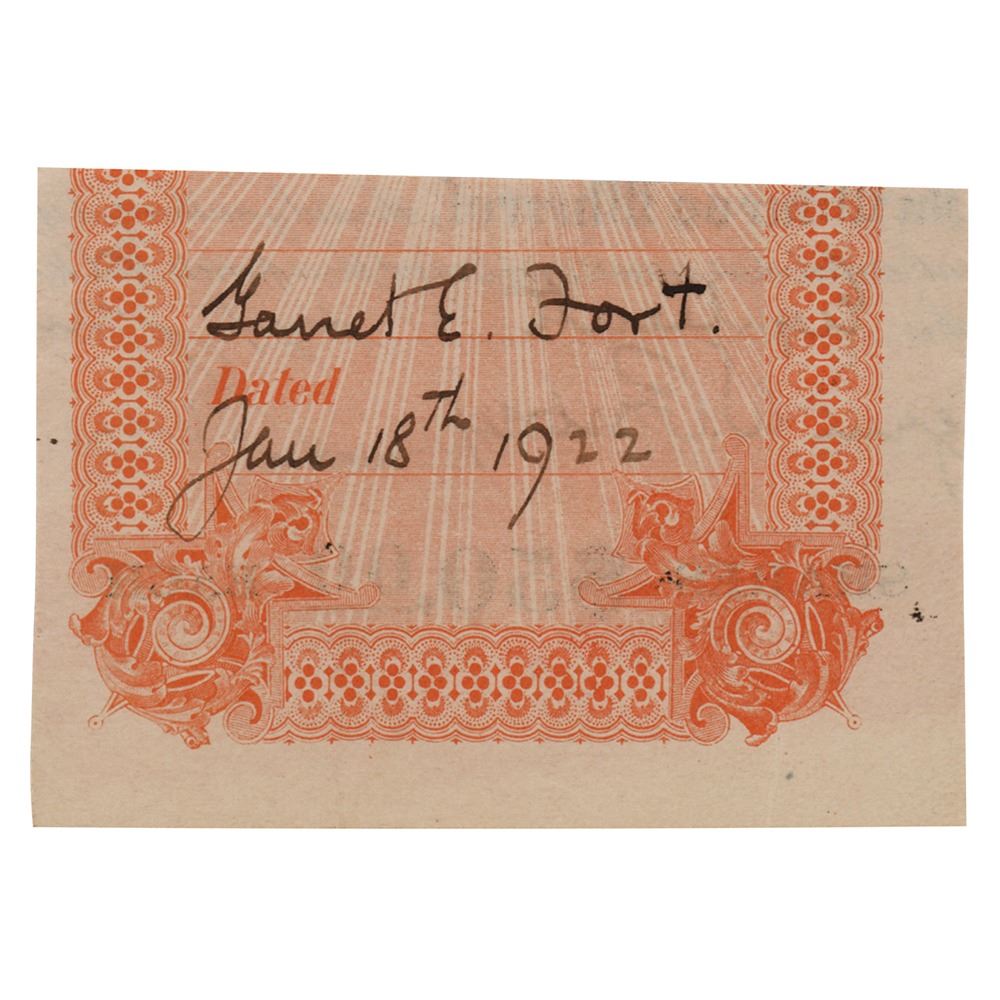 Garret E. Fort.
Dated
Jan 18th 1922